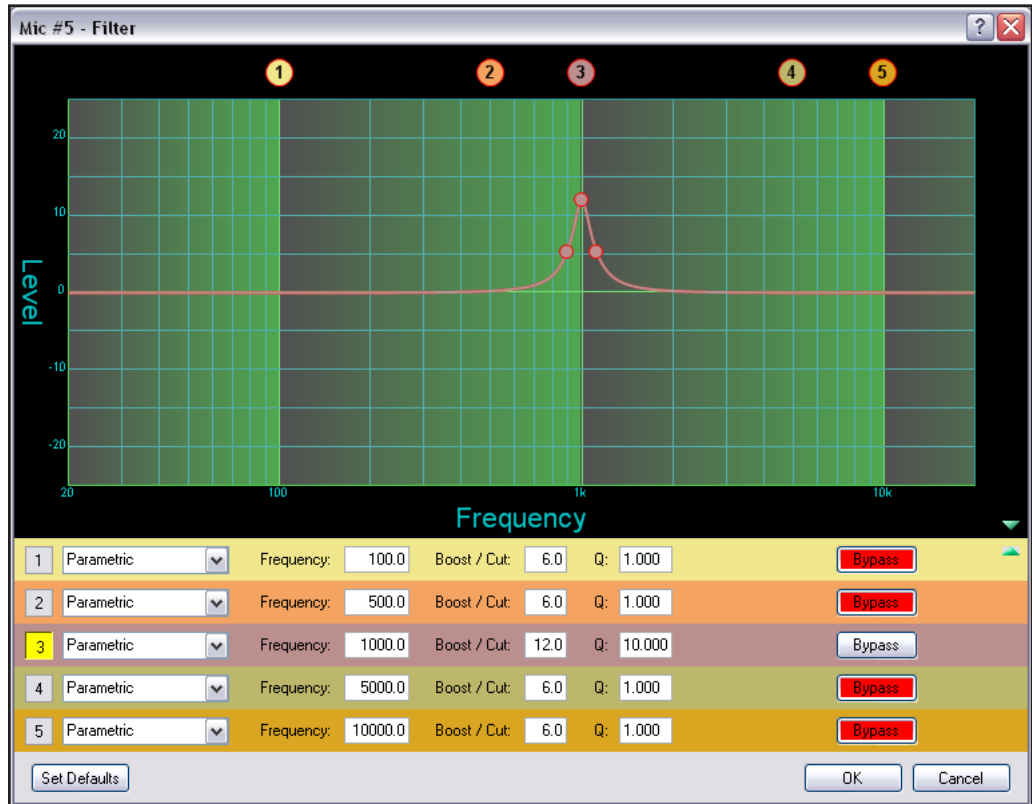 Mic #5 - Filter
?
1 2 3 4 5
20
10
0
-10
-20
Level
20 100 1k 10k
Frequency
1 Parametric Frequency: 100.0 Boost / Cut: 6.0 Q: 1.000 Bypass
2 Parametric Frequency: 500.0 Boost / Cut: 6.0 Q: 1.000 Bypass
3 Parametric Frequency: 1000.0 Boost / Cut: 12.0 Q: 10.000 Bypass
4 Parametric Frequency: 5000.0 Boost / Cut: 6.0 Q: 1.000 Bypass
5 Parametric Frequency: 10000.0 Boost / Cut: 6.0 Q: 1.000 Bypass
Set Defaults OK Cancel